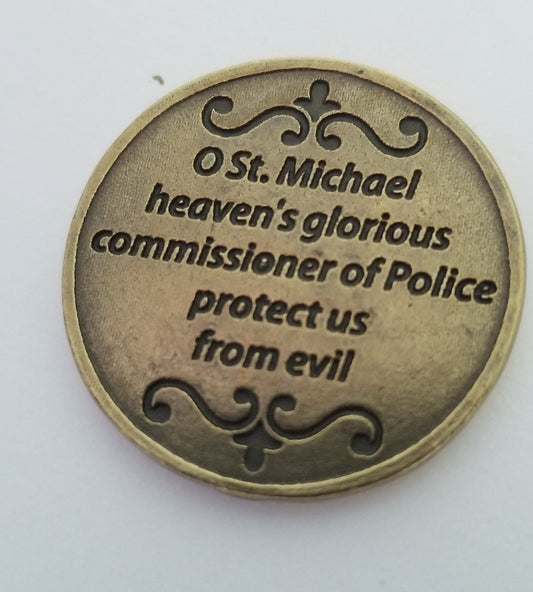 O St. Michael
heaven's glorious
commissioner of Police
protect us
from evil